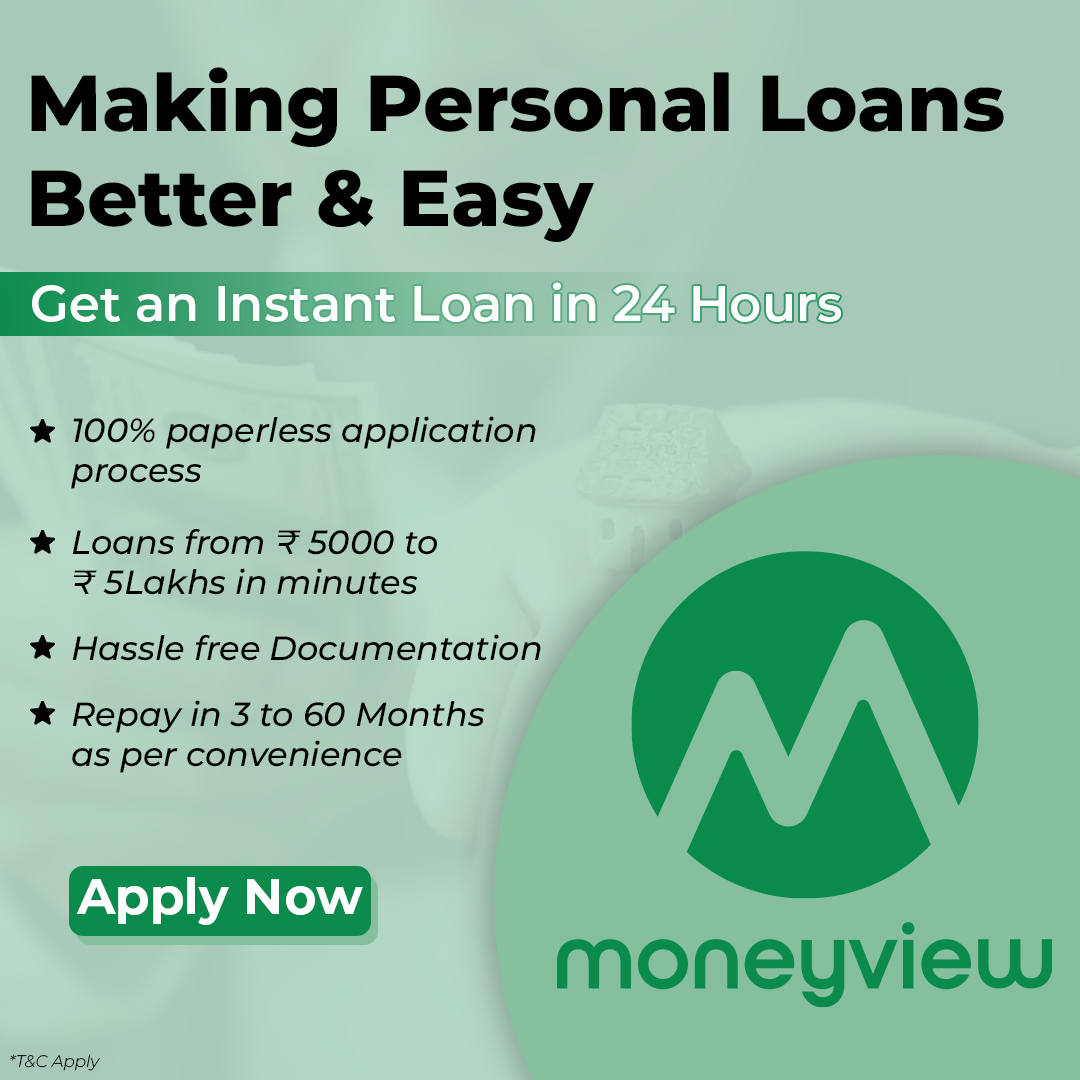 Making Personal Loans
Better & Easy
Get an Instant Loan in 24 Hours
100% paperless application
process
Loans from ₹ 5000 to
₹ 5Lakhs in minutes
Hassle free Documentation
Repay in 3 to 60 Months
as per convenience
Apply Now
moneyview
*T&C Apply